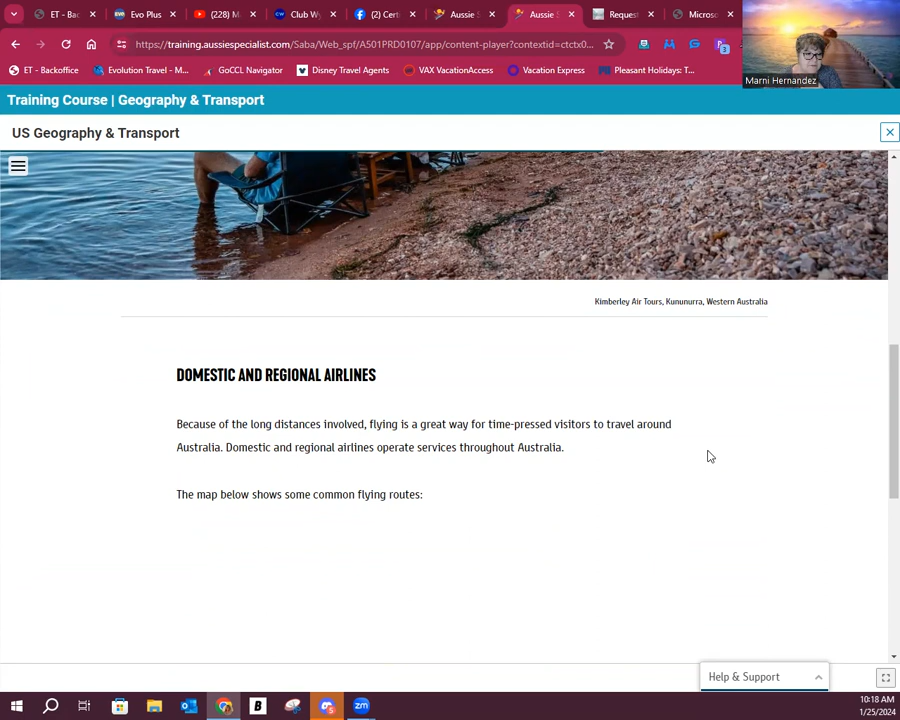 ET - Bac
Evo Plus
(228) M
Club W
(2) Cert
Aussie S
Aussie S
Request
Microso
https://training.aussiespecialist.com/Saba/Web_spf/A501PRD0107/app/content-player?contextid=ctctx0...
3
ET - Backoffice
Evolution Travel - M...
GoCCL Navigator
Disney Travel Agents
VAX VacationAccess
Vacation Express
Pleasant Holidays: T...
Marni Hernandez
Training Course | Geography & Transport
US Geography & Transport
Kimberley Air Tours, Kununurra, Western Australia
DOMESTIC AND REGIONAL AIRLINES
Because of the long distances involved, flying is a great way for time-pressed visitors to travel around
Australia. Domestic and regional airlines operate services throughout Australia.
The map below shows some common flying routes:
Help & Support
10:18 AM
1/25/2024